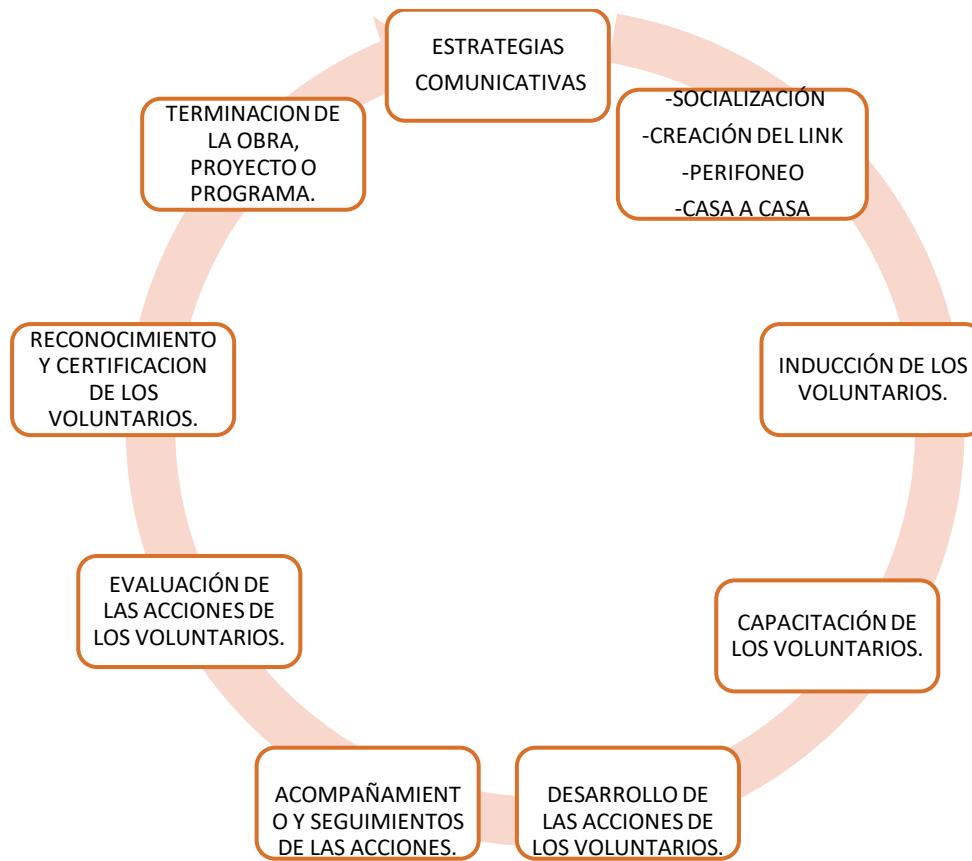 ESTRATEGIAS
COMUNICATIVAS
-SOCIALIZACIÓN
-CREACIÓN DEL LINK
-PERIFONEO
-CASA A CASA
INDUCCIÓN DE LOS
VOLUNTARIOS.
CAPACITACIÓN DE
LOS VOLUNTARIOS.
DESARROLLO DE
LAS ACCIONES DE
LOS VOLUNTARIOS.
ACOMPAÑAMIENT
O Y SEGUIMIENTOS
DE LAS ACCIONES.
EVALUACIÓN DE
LAS ACCIONES DE
LOS VOLUNTARIOS.
RECONOCIMIENTO
Y CERTIFICACION
DE LOS
VOLUNTARIOS.
TERMINACION DE
LA OBRA,
PROYECTO O
PROGRAMA.